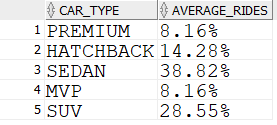 CAR_TYPE AVERAGE_RIDES
1 PREMIUM 8.16%
2 HATCHBACK 14.28%
3 SEDAN 38.82%
4 MVP 8.16%
5 SUV 28.55%